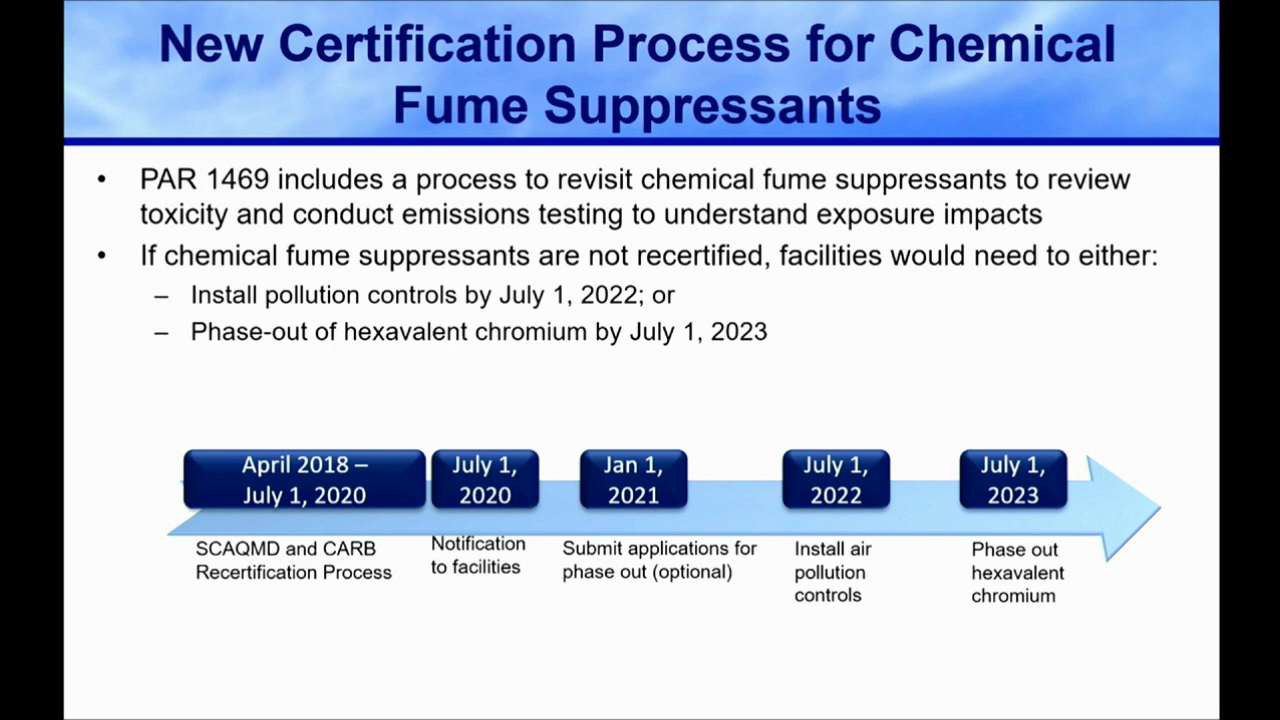 New Certification Process for Chemical
Fume Suppressants
• PAR 1469 includes a process to revisit chemical fume suppressants to review
toxicity and conduct emissions testing to understand exposure impacts
• If chemical fume suppressants are not recertified, facilities would need to either:
– Install pollution controls by July 1, 2022; or
– Phase-out of hexavalent chromium by July 1, 2023
April 2018 –
July 1, 2020
SCAQMD and CARB
Recertification Process
July 1,
2020
Notification
to facilities
Jan 1,
2021
Submit applications for
phase out (optional)
July 1,
2022
Install air
pollution
controls
July 1,
2023
Phase out
hexavalent
chromium